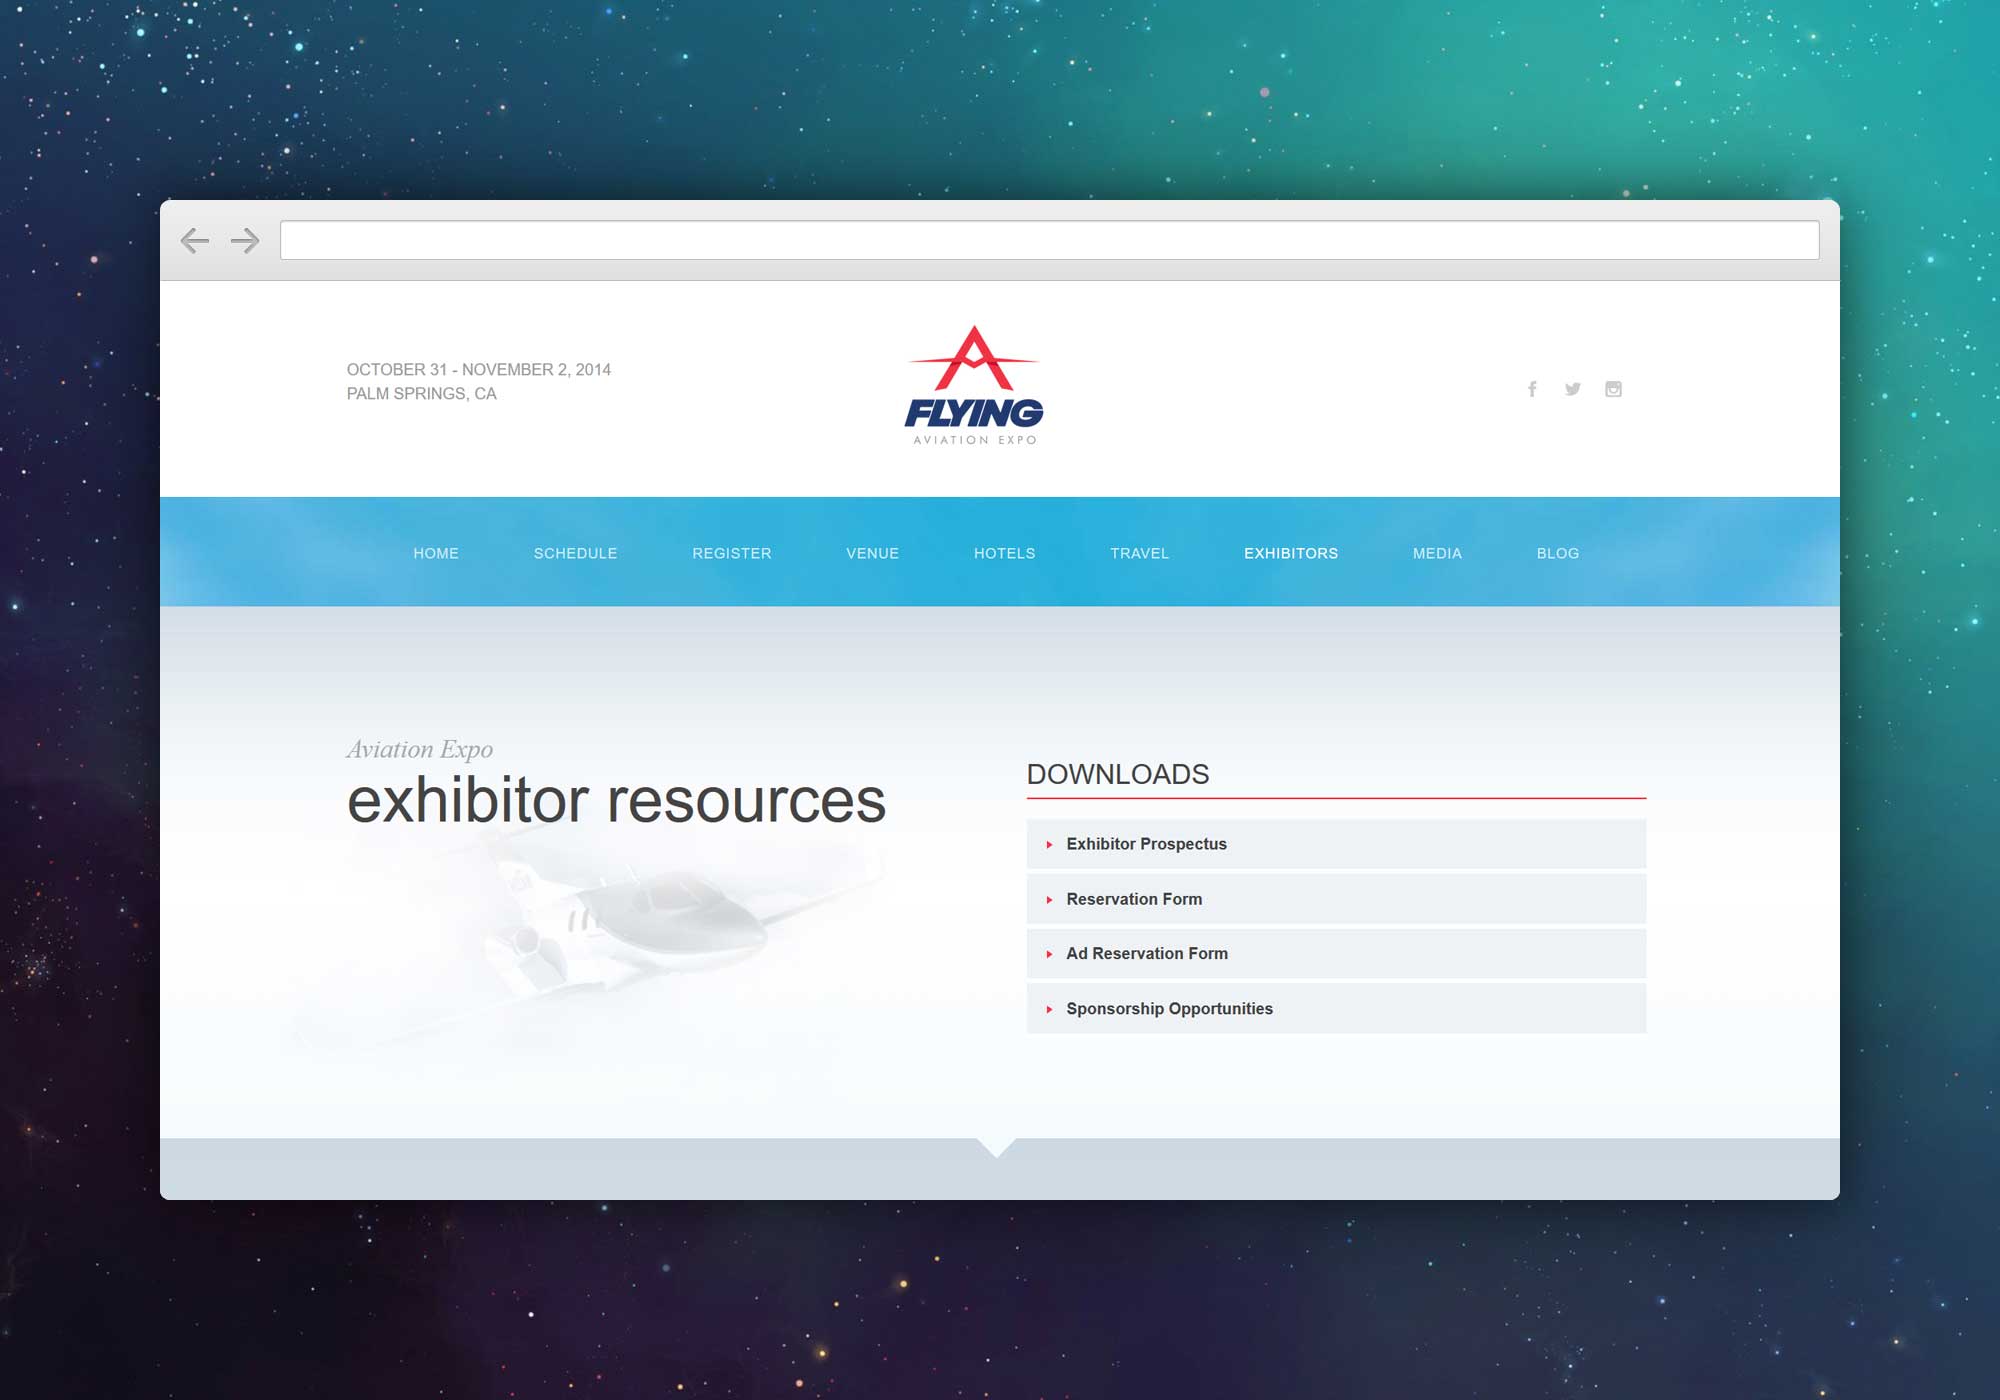 OCTOBER 31 - NOVEMBER 2, 2014
PALM SPRINGS, CA
FLYING
AVIATION EXPO
HOME SCHEDULE REGISTER VENUE HOTELS TRAVEL EXHIBITORS MEDIA BLOG
Aviation Expo
exhibitor resources
DOWNLOADS
Exhibitor Prospectus
Reservation Form
Ad Reservation Form
Sponsorship Opportunities